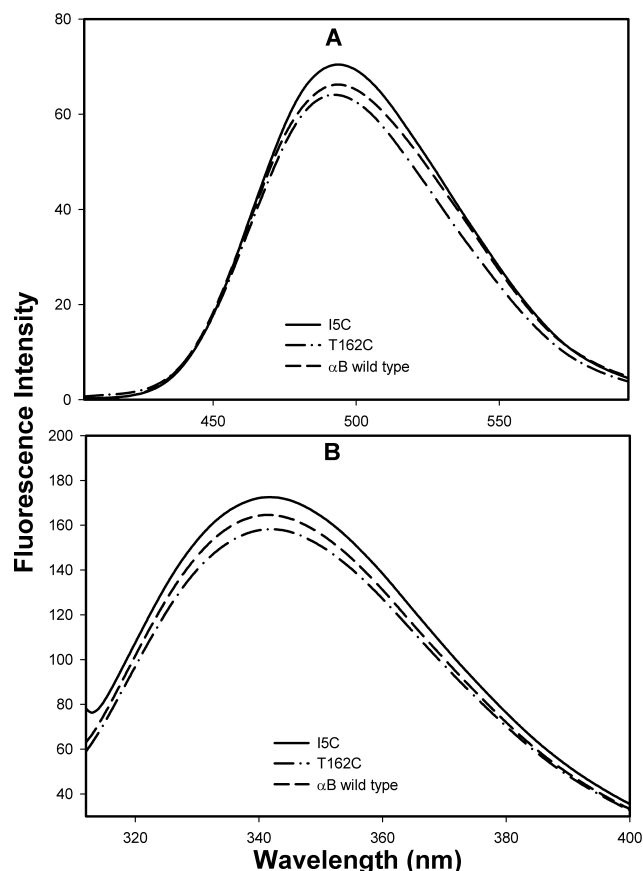 A
80
60
40
20
0
I5C
T162C
αB wild type
450
500
550
Fluorescence Intensity
B
200
180
160
140
120
100
80
60
40
I5C
T162C
αB wild type
320
340
360
380
400
Wavelength (nm)